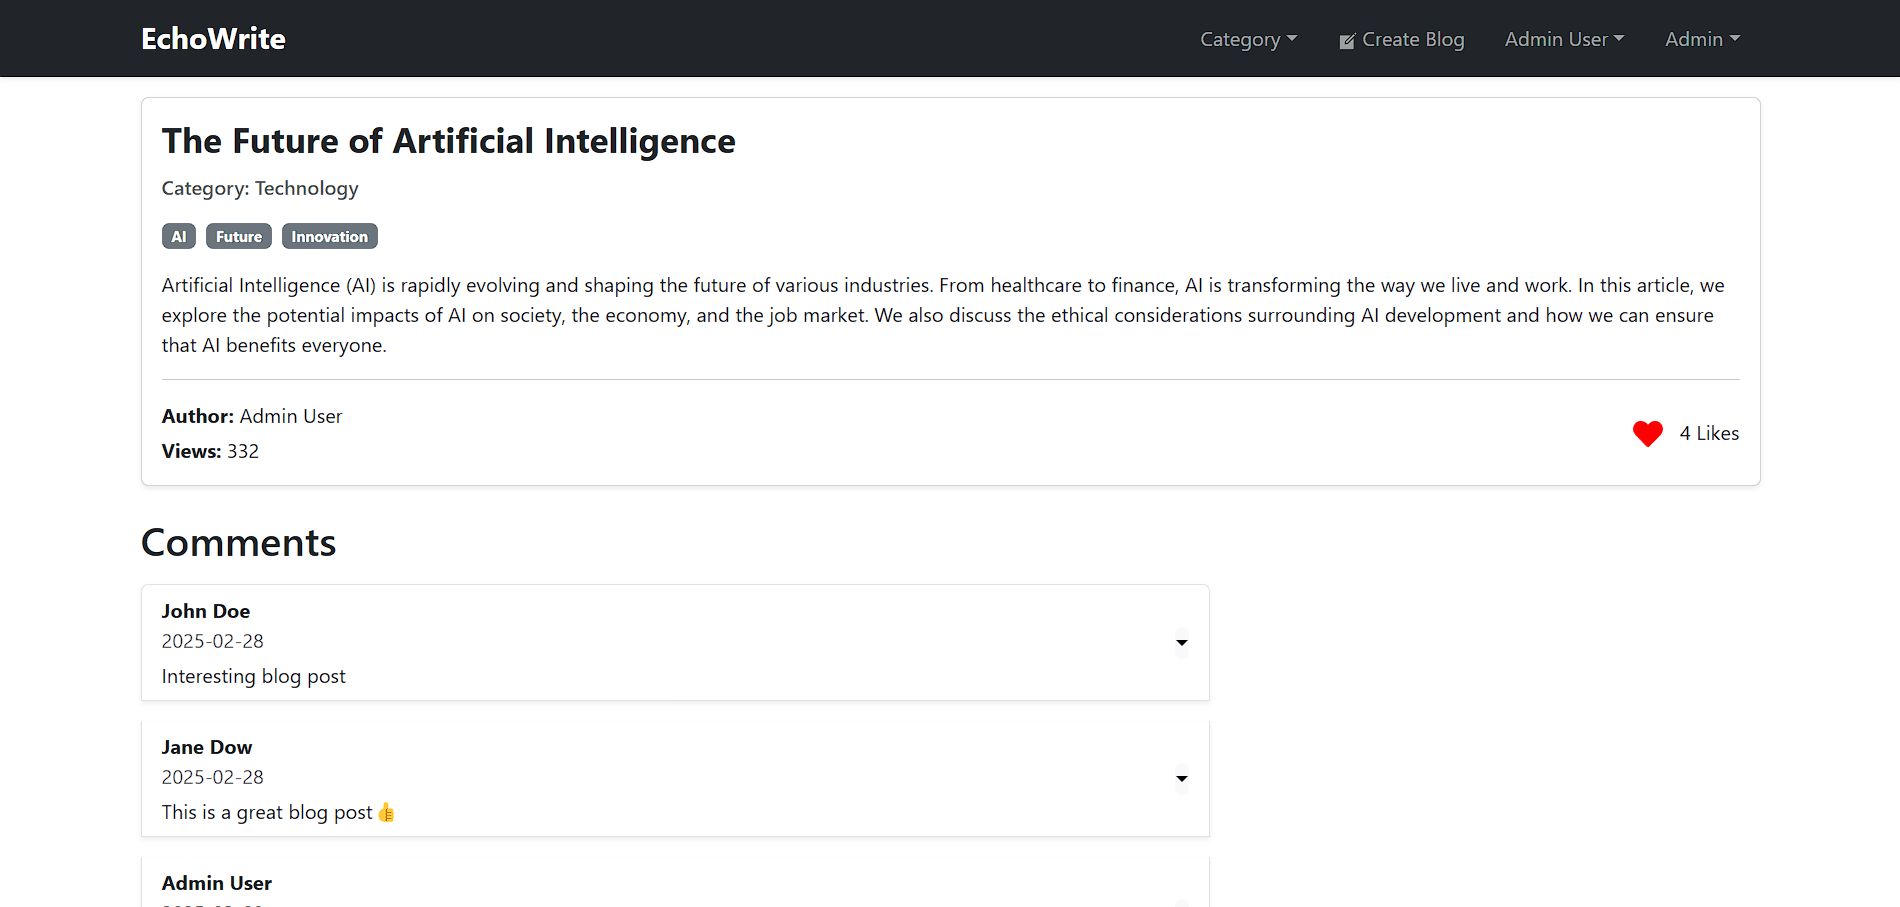 EchoWrite
Category
Create Blog
Admin User
Admin
The Future of Artificial Intelligence
Category: Technology
AI Future Innovation
Artificial Intelligence (AI) is rapidly evolving and shaping the future of various industries. From healthcare to finance, AI is transforming the way we live and work. In this article, we
explore the potential impacts of AI on society, the economy, and the job market. We also discuss the ethical considerations surrounding AI development and how we can ensure
that AI benefits everyone.
Author: Admin User
Views: 332
4 Likes
Comments
John Doe
2025-02-28
Interesting blog post
Jane Dow
2025-02-28
This is a great blog post👍
Admin User